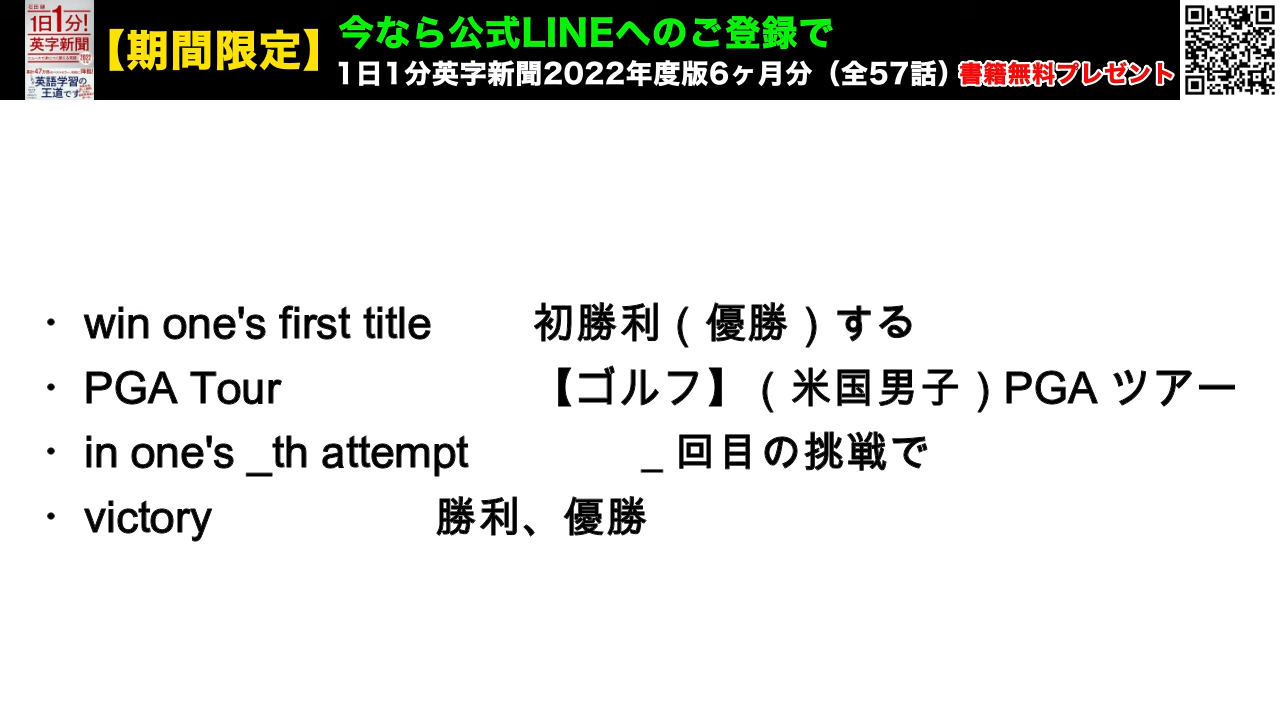 1日1分!
英字新聞
2022
英語学習の
王道です
【期間限定】
今なら公式LINEへのご登録で
1日1分英字新聞2022年度版6ヶ月分（全57話）書籍無料プレゼント
・ win one's first title 初勝利（優勝）する
・ PGA Tour 【ゴルフ】（米国男子）PGA ツアー
・ in one's _th attempt _ 回目の挑戦で
・ victory 勝利、優勝